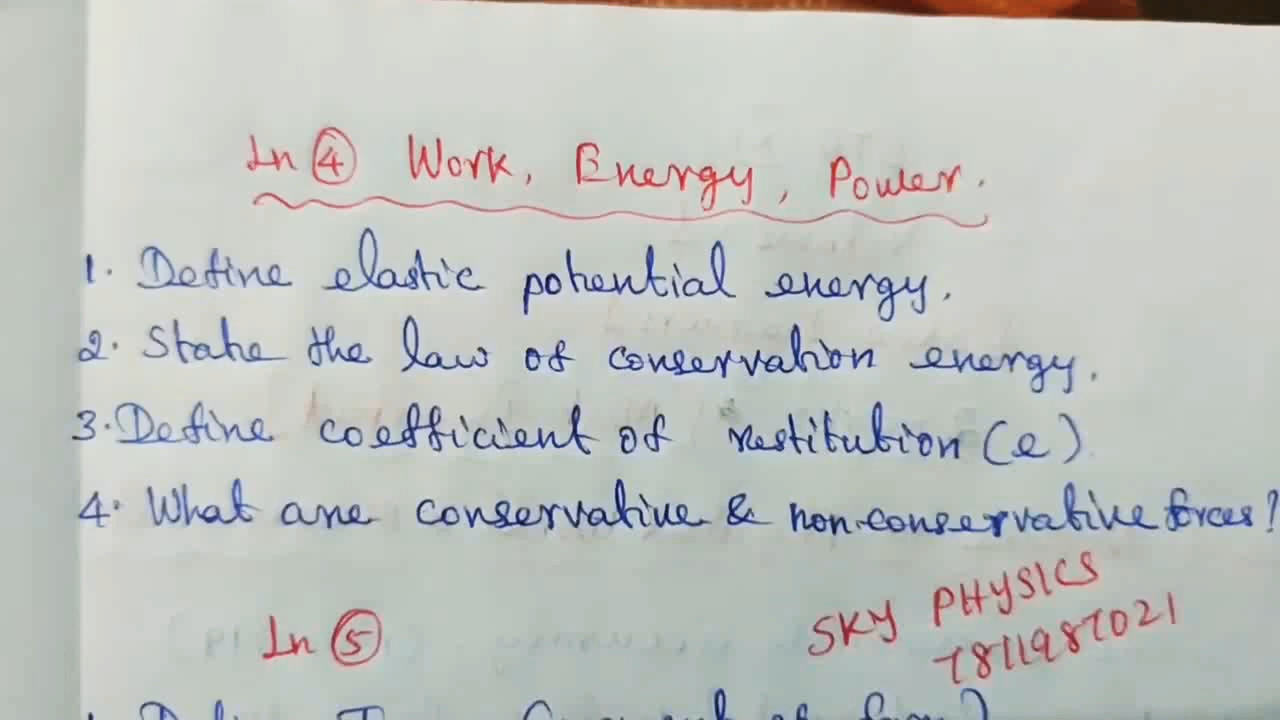 Ln 4 Work, Energy, Power.
1. Define elastic potential energy.
2. State the law of conservation energy.
3. Define coefficient of restitution (e)
4. What are conservative & non-conservative forces?
SKY PHYSICS
7811987021
Ln 5